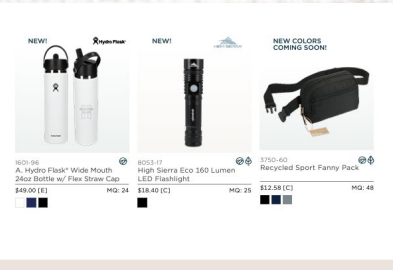 NEW!
Hydro Flask
NEW!
HIGH SIERRA
NEW COLORS
COMING SOON!
1601-96
A. Hydro Flask® Wide Mouth
24oz Bottle w/ Flex Straw Cap
$49.00 [E] MQ: 24
8053-17
High Sierra Eco 160 Lumen
LED Flashlight
$18.40 [C] MQ: 25
3750-60
Recycled Sport Fanny Pack
$12.58 [C] MQ: 48